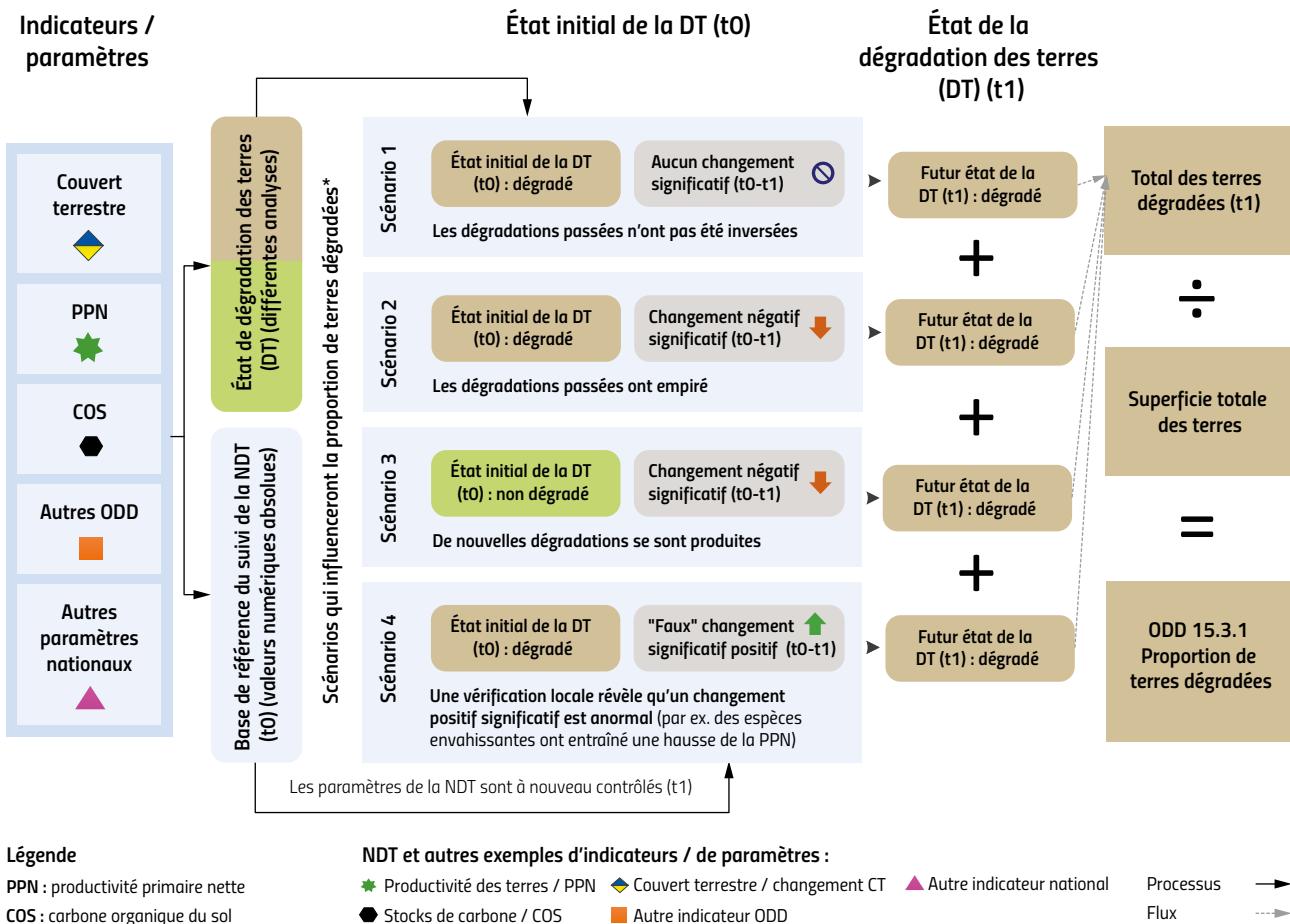 Indicateurs /
paramètres
État initial de la DT (t0)
État de la
dégradation des terres
(DT) (t1)
Couvert
terrestre
PPN
COS
Autres ODD
Autres
paramètres
nationaux
État de dégradation des terres
(DT) (différentes analyses)
Base de référence du suivi de la NDT
(t0) (valeurs numériques absolues)
Scénarios qui influenceront la proportion de terres dégradées*
Scénario 1
État initial de la DT
(t0) : dégradé
Aucun changement
significatif (t0-t1)
Les dégradations passées n'ont pas été inversées
Futur état de la
DT (t1) : dégradé
+
Scénario 2
État initial de la DT
(t0) : dégradé
Changement négatif
significatif (t0-t1)
Les dégradations passées ont empiré
Futur état de la
DT (t1) : dégradé
+
Scénario 3
État initial de la DT
(t0) : non dégradé
Changement négatif
significatif (t0-t1)
De nouvelles dégradations se sont produites
Futur état de la
DT (t1) : dégradé
+
Scénario 4
État initial de la DT
(t0) : dégradé
"Faux" changement
significatif positif (t0-t1)
Une vérification locale révèle qu'un changement
positif significatif est anormal (par ex. des espèces
envahissantes ont entraîné une hausse de la PPN)
Futur état de la
DT (t1) : dégradé
Total des terres
dégradées (t1)
÷
Superficie totale
des terres
=
ODD 15.3.1
Proportion de
terres dégradées
Les paramètres de la NDT sont à nouveau contrôlés (t1)
Légende
PPN : productivité primaire nette
COS : carbone organique du sol
NDT et autres exemples d'indicateurs / de paramètres :
Productivité des terres / PPN
Couvert terrestre / changement CT
Autre indicateur national
Stocks de carbone / COS
Autre indicateur ODD
Processus
Flux